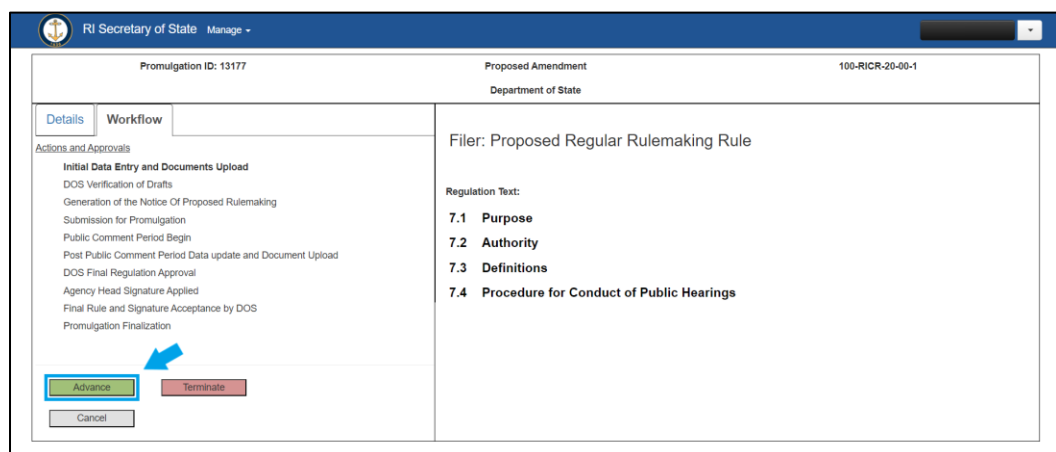 RI Secretary of State Manage
Promulgation ID: 13177
Proposed Amendment
100-RICR-20-00-1
Department of State
Details
Workflow
Actions and Approvals
Initial Data Entry and Documents Upload
DOS Verification of Drafts
Generation of the Notice Of Proposed Rulemaking
Submission for Promulgation
Public Comment Period Begin
Post Public Comment Period Data update and Document Upload
DOS Final Regulation Approval
Agency Head Signature Applied
Final Rule and Signature Acceptance by DOS
Promulgation Finalization
Advance
Terminate
Cancel
Filer: Proposed Regular Rulemaking Rule
Regulation Text:
7.1 Purpose
7.2 Authority
7.3 Definitions
7.4 Procedure for Conduct of Public Hearings